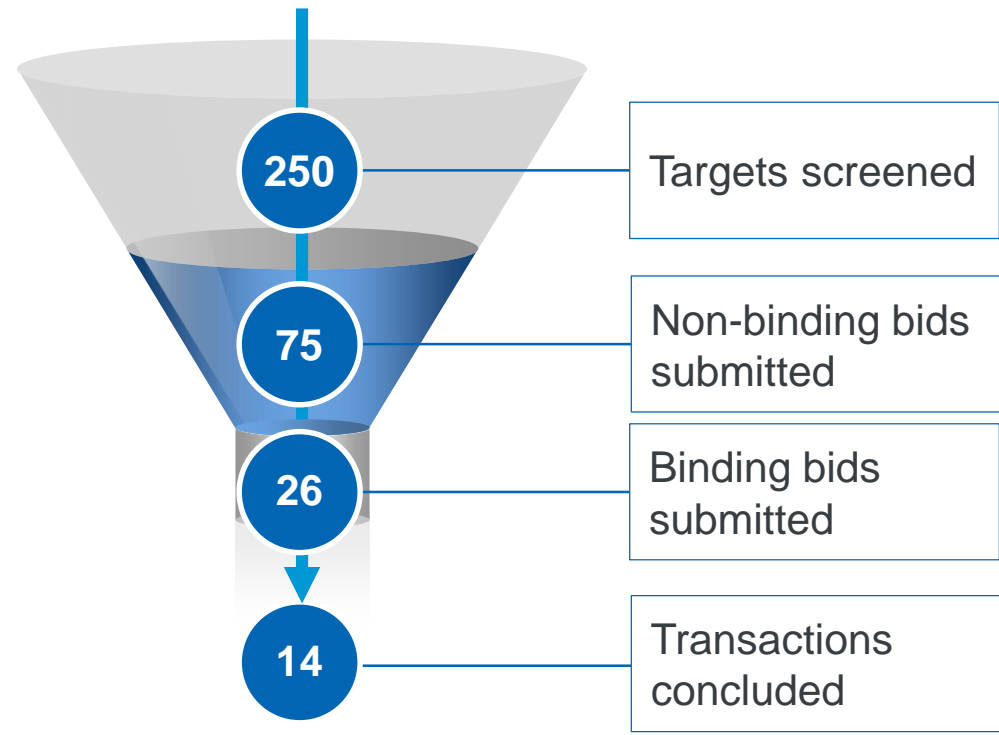 250
Targets screened
75
Non-binding bids
submitted
26
Binding bids
submitted
14
Transactions
concluded